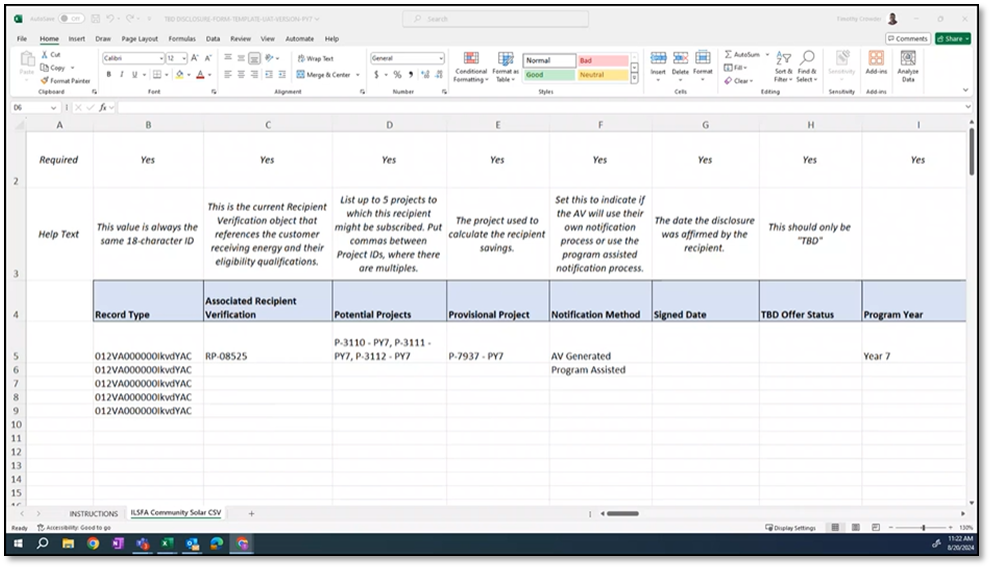 AutoSave Off TBD DISCLOSURE-FORM-TEMPLATE-UAT-VERSION-PY7 Search Timothy Crowder
File Home Insert Draw Page Layout Formulas Data Review View Automate Help Comments Share
Paste Cut Copy Format Painter Clipboard
Calibri 12 B I U Font
Wrap Text Merge & Center Alignment
General $ % Number
Conditional Formatting Format as Table Normal Bad Good Neutral Styles
Insert Delete Format Cells
AutoSum Fill Clear Sort & Filter Find & Select Editing
Sensitivity Sensitivity
Add-ins Add-ins
Analyze Data
D6 fx
A B C D E F G H I
2 Required Yes Yes Yes Yes Yes Yes Yes Yes
3 Help Text
This value is always the
same 18-character ID
This is the current Recipient
Verification object that
references the customer
receiving energy and their
eligibility qualifications.
List up to 5 projects to
which this recipient
might be subscribed. Put
commas between
Project IDs, where there
are multiples.
The project used to
calculate the recipient
savings.
Set this to indicate if
the AV will use their
own notification
process or use the
program assisted
notification process.
The date the disclosure
was affirmed by the
recipient.
This should only be
"TBD"
4 Record Type Associated Recipient Verification Potential Projects Provisional Project Notification Method Signed Date TBD Offer Status Program Year
5 012VA000000IkvdYAC RP-08525 P-3110 - PY7, P-3111 - PY7, P-3112 - PY7 P-7937 - PY7 AV Generated Year 7
6 012VA000000IkvdYAC Program Assisted
7 012VA000000IkvdYAC
8 012VA000000IkvdYAC
9 012VA000000IkvdYAC
10
11
12
13
14
15
INSTRUCTIONS ILSFA Community Solar CSV +
Ready Accessibility: Good to go Display Settings 130%
11:22 AM
8/20/2024